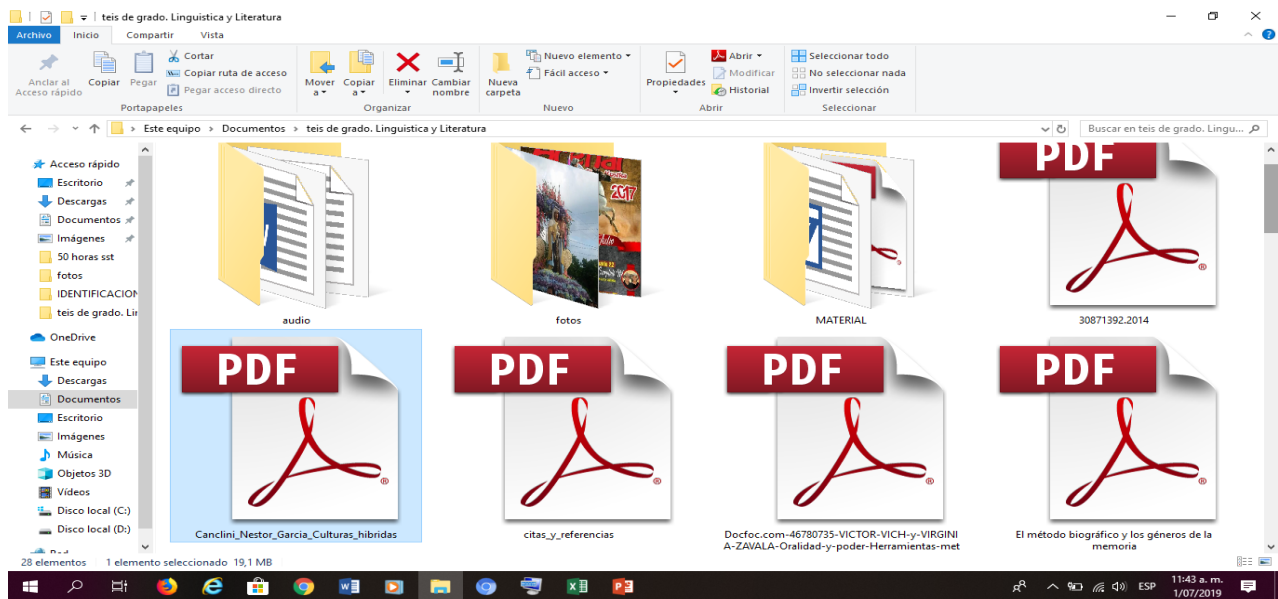 teis de grado. Linguistica y Literatura
Archivo Inicio Compartir Vista
Anclar al Acceso rápido
Copiar
Pegar
Cortar
Copiar ruta de acceso
Pegar acceso directo
Portapapeles
Mover a
Copiar a
Eliminar
Cambiar nombre
Organizar
Nueva carpeta
Nuevo elemento
Fácil acceso
Nuevo
Propiedades
Abrir
Modificar
Historial
Abrir
Seleccionar todo
No seleccionar nada
Invertir selección
Seleccionar
Este equipo > Documentos > teis de grado. Linguistica y Literatura
Buscar en teis de grado. Lingu...
Acceso rápido
Escritorio
Descargas
Documentos
Imágenes
50 horas sst
fotos
IDENTIFICACION
teis de grado. Lir
OneDrive
Este equipo
Descargas
Documentos
Escritorio
Imágenes
Música
Objetos 3D
Vídeos
Disco local (C:)
Disco local (D:)
Red
audio
2017
Julio
fotos
MATERIAL
PDF
30871392.2014
PDF
Canclini_Nestor_Garcia_Culturas_hibridas
PDF
citas_y_referencias
PDF
Docfoc.com-46780735-VICTOR-VICH-y-VIRGINI
A-ZAVALA-Oralidad-y-poder-Herramientas-met
PDF
El método biográfico y los géneros de la
memoria
28 elementos 1 elemento seleccionado 19,1 MB
ESP
11:43 a. m.
1/07/2019